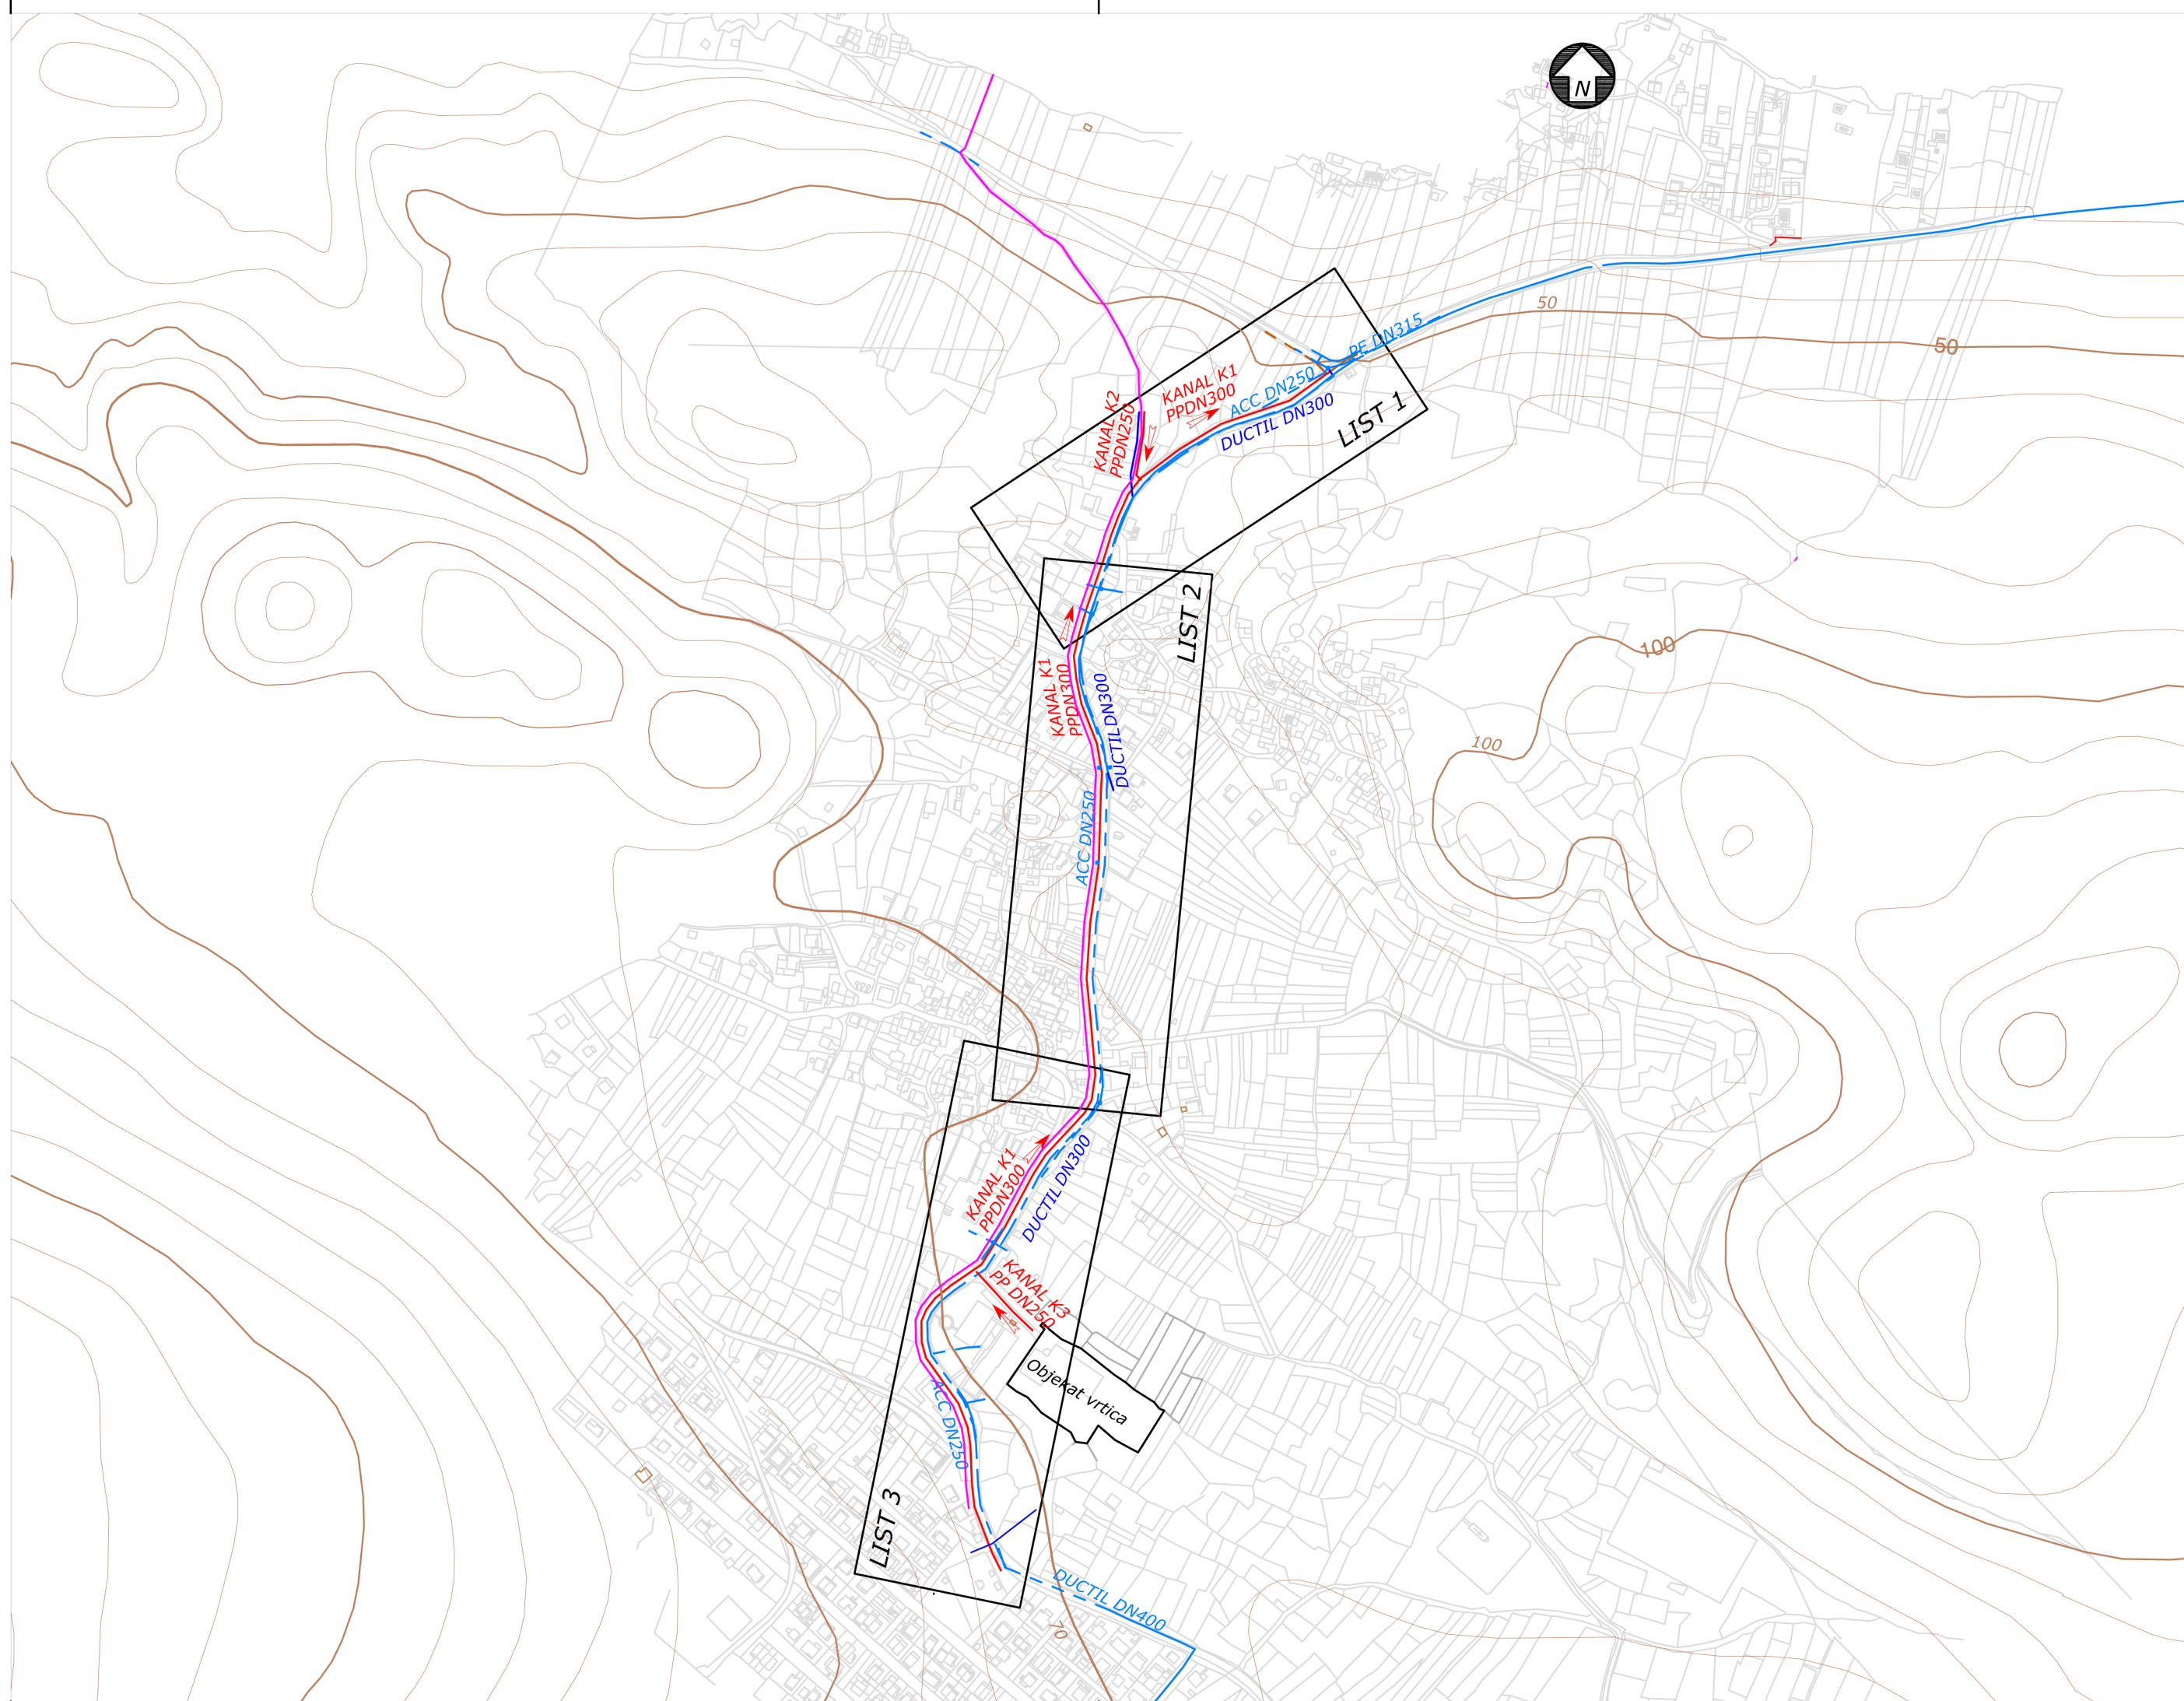 N
50
50
PE DN315
KANAL K1
PPDN300
ACC DN250
DUCTIL DN300
LIST 1
KANAL K2
PPDN250
LIST 2
100
100
KANAL K1
PPDN300
DUCTILDN300
ACC DN250
KANAL K1
PPDN300
DUCTIL DN300
KANAL K3
PP DN250
Objekat vrtica
ACC DN250
LIST 3
DUCTIL DN400
70